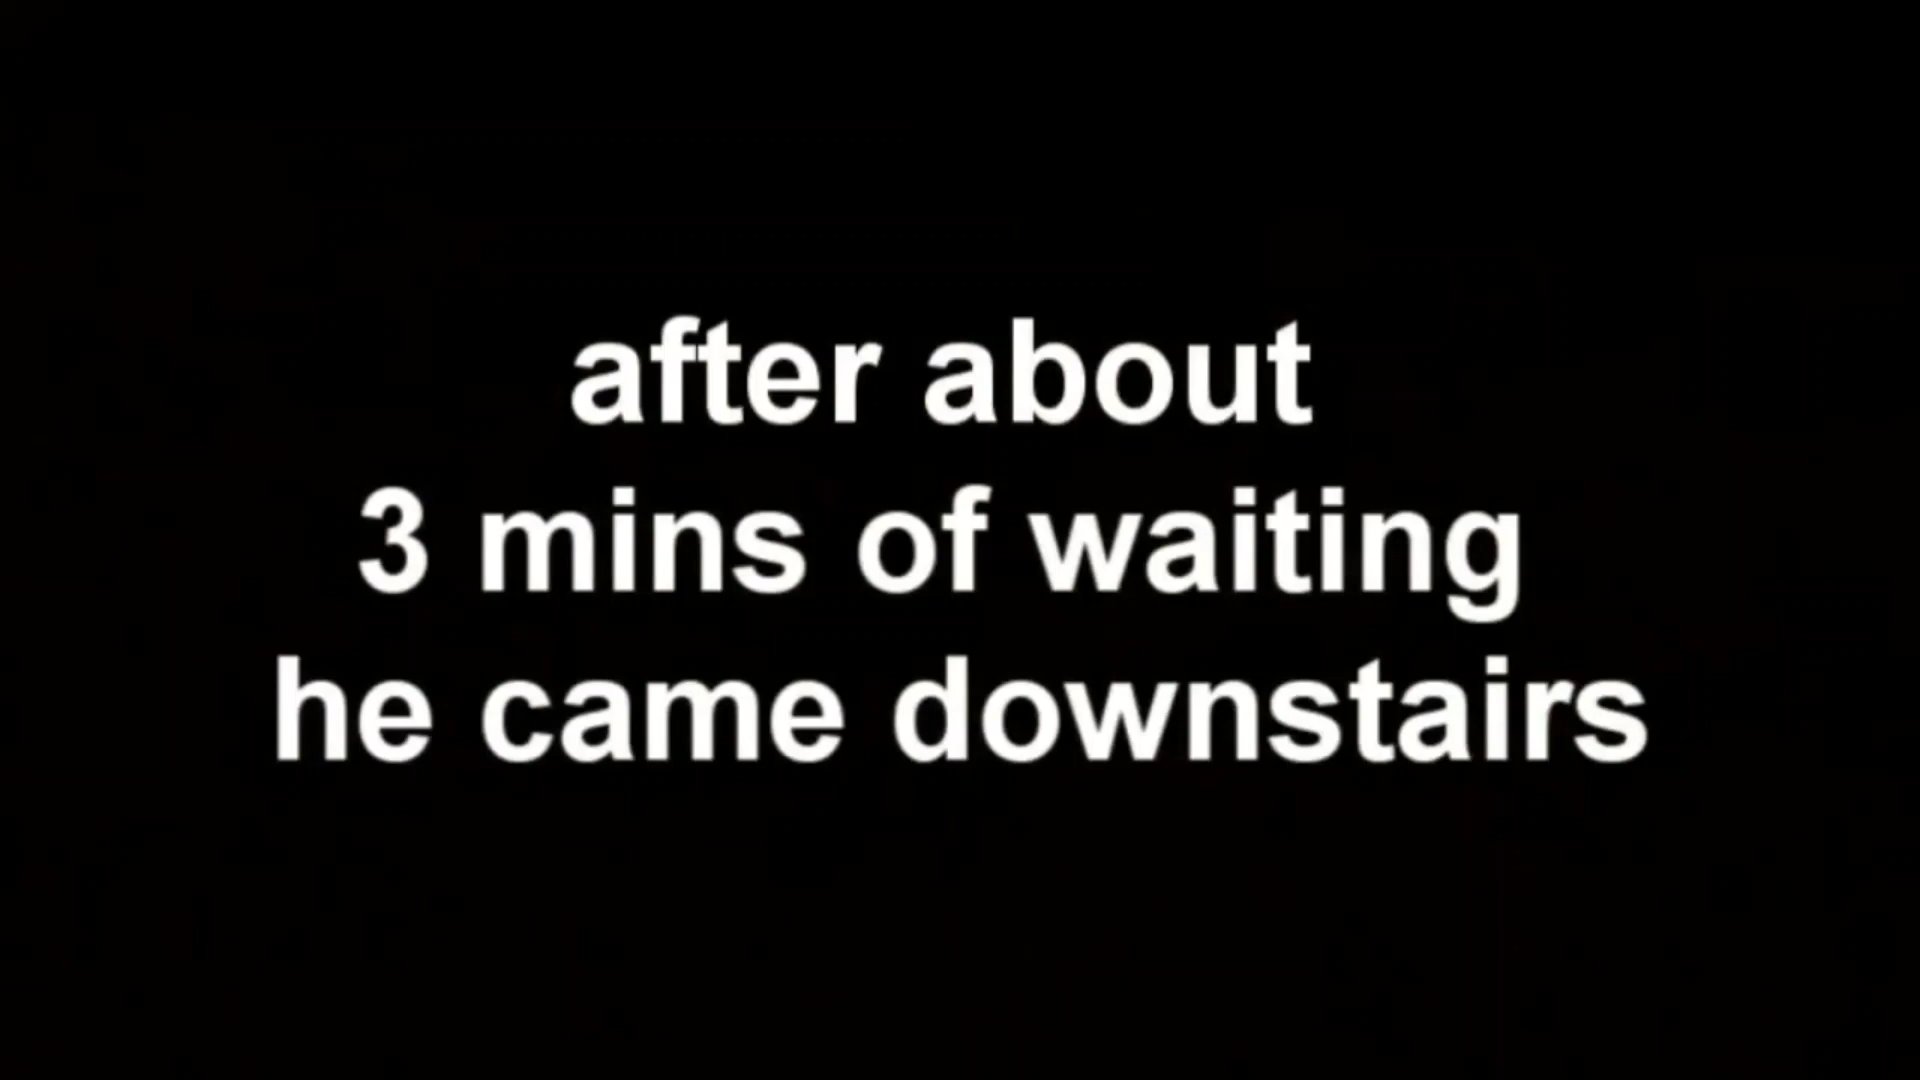 after about
3 mins of waiting
he came downstairs